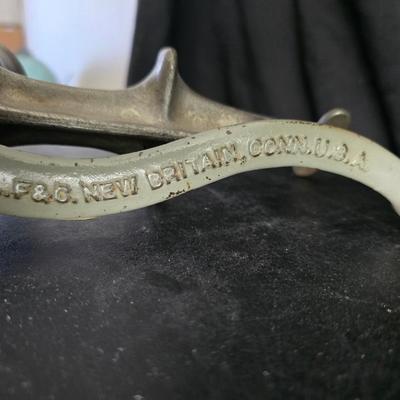 .F&C. NEW BRITAIN, CONN. U.S.A.